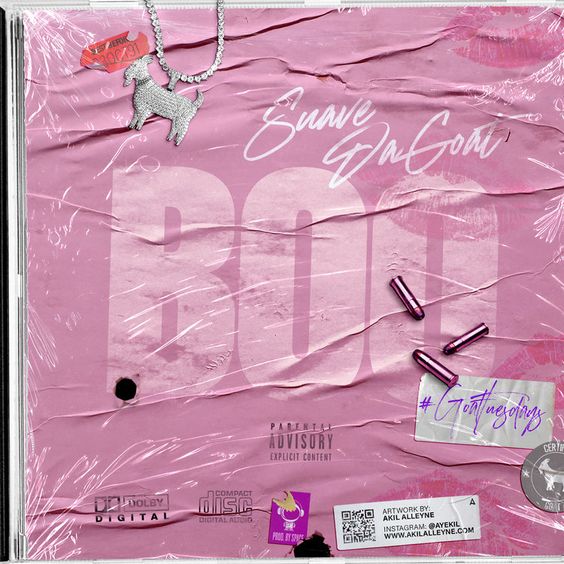 Suave
DaGoat
BOO
#Goattuesdays
PARENTAL
ADVISORY
EXPLICIT CONTENT
DOLBY
DIGITAL
COMPACT
disc
DIGITAL AUDIO
PROD. BY SPACE
ARTWORK BY:
AKIL ALLEYNE
INSTAGRAM: @AYEKIL
WWW.AKILALLEYNE.COM
A